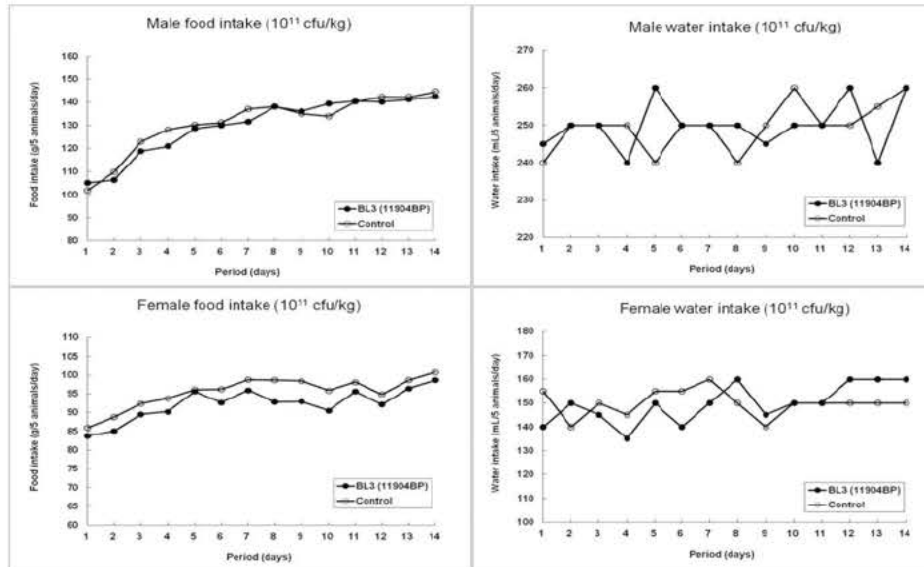 Male food intake (10¹¹ cfu/kg)
Food intake (g/5 animals/day)
160
150
140
130
120
110
100
90
80
BL3 (11904BP)
Control
1 2 3 4 5 6 7 8 9 10 11 12 13 14
Period (days)
Male water intake (10¹¹ cfu/kg)
Water intake (mL/5 animals/day)
270
260
250
240
230
220
BL3 (11904BP)
Control
1 2 3 4 5 6 7 8 9 10 11 12 13 14
Period (days)
Female food intake (10¹¹ cfu/kg)
Food intake (g/5 animals/day)
105
100
95
90
85
80
75
70
65
60
BL3 (11904BP)
Control
1 2 3 4 5 6 7 8 9 10 11 12 13 14
Period (days)
Female water intake (10¹¹ cfu/kg)
Water intake (mL/5 animals/day)
180
170
160
150
140
130
120
110
100
BL3 (11904BP)
Control
1 2 3 4 5 6 7 8 9 10 11 12 13 14
Period (days)